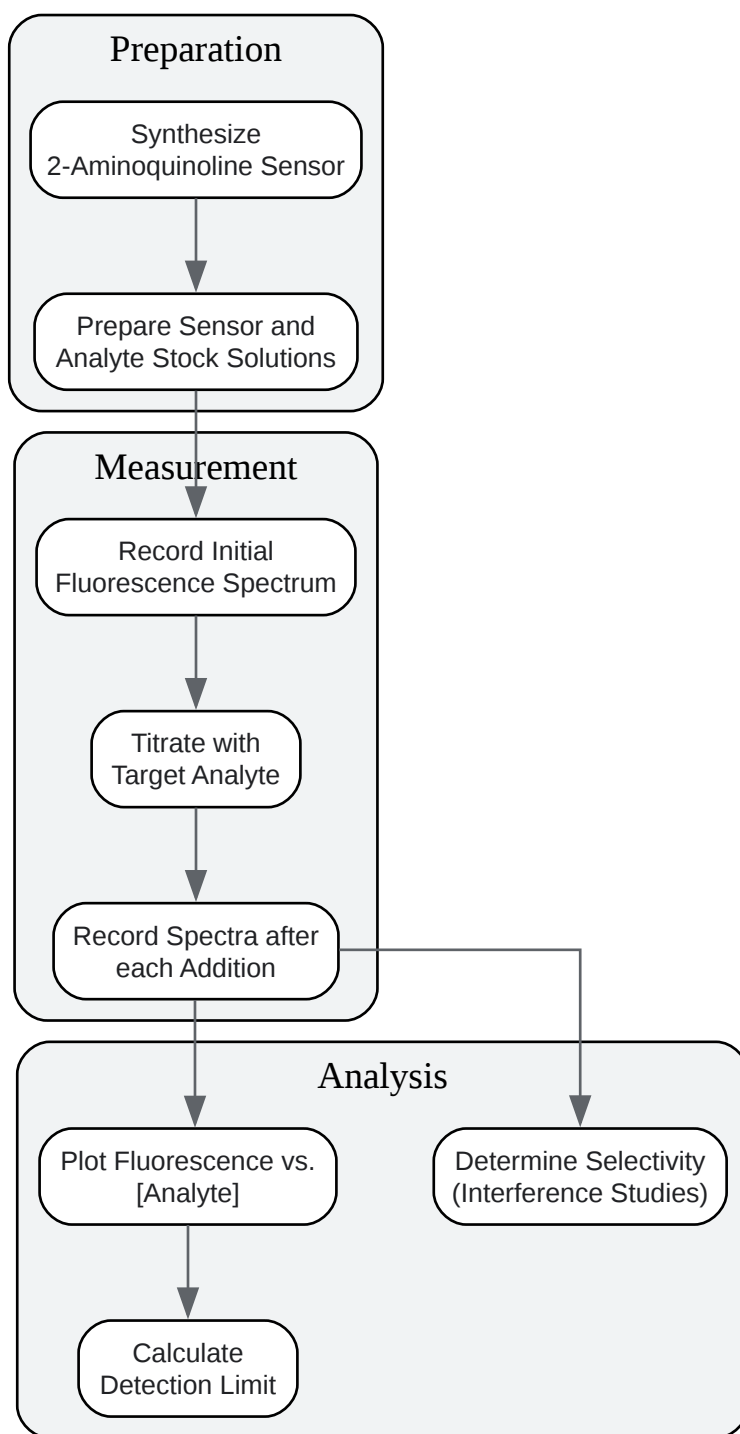 Preparation
Synthesize
2-Aminoquinoline Sensor
Prepare Sensor and
Analyte Stock Solutions
Measurement
Record Initial
Fluorescence Spectrum
Titrate with
Target Analyte
Record Spectra after
each Addition
Analysis
Plot Fluorescence vs.
[Analyte]
Determine Selectivity
(Interference Studies)
Calculate
Detection Limit